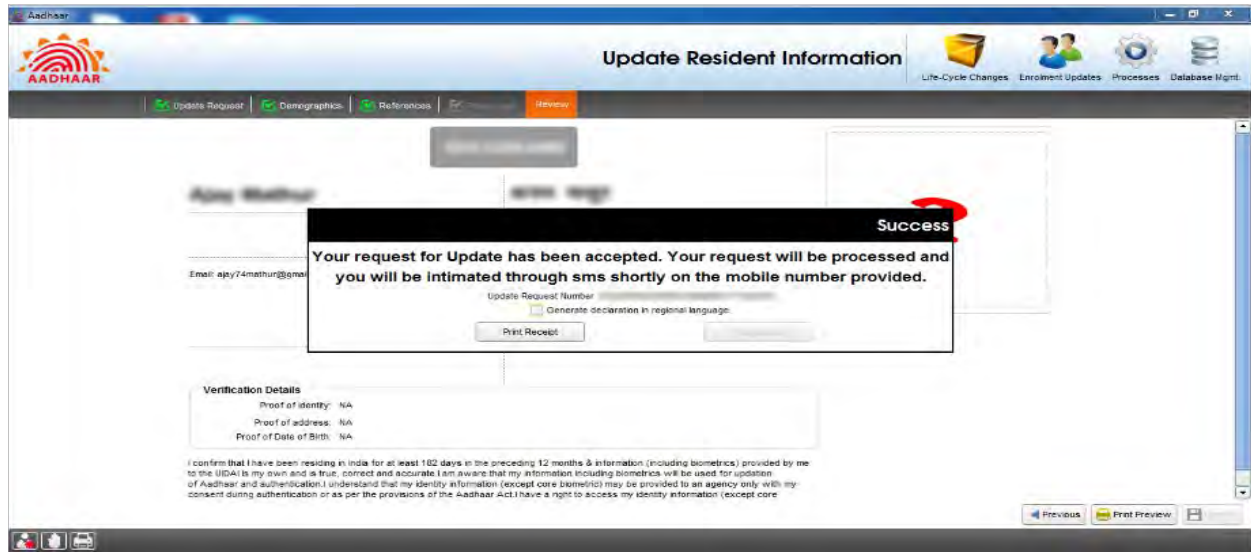 Aadhaar
AADHAAR
Update Resident Information
Life-Cycle Changes Enrolment Updates Processes Database Mgmt.
Update Request Demographics References Review
Success
Your request for Update has been accepted. Your request will be processed and
you will be intimated through sms shortly on the mobile number provided.
Update Request Number
Generate declaration in regional language.
Print Receipt
Email: ajay74mathur@gmai
Verification Details
Proof of identity: NA
Proof of address: NA
Proof of Date of Birth: NA
I confirm that I have been residing in India for at least 182 days in the preceding 12 months & information (including biometrics) provided by me
to the UIDAI is my own and is true, correct and accurate.I am aware that my information including biometrics will be used for updation
of Aadhaar and authentication.I understand that my identity information (except core biometric) may be provided to an agency only with my
consent during authentication or as per the provisions of the Aadhaar Act.I have a right to access my identity information (except core
Previous Print Preview